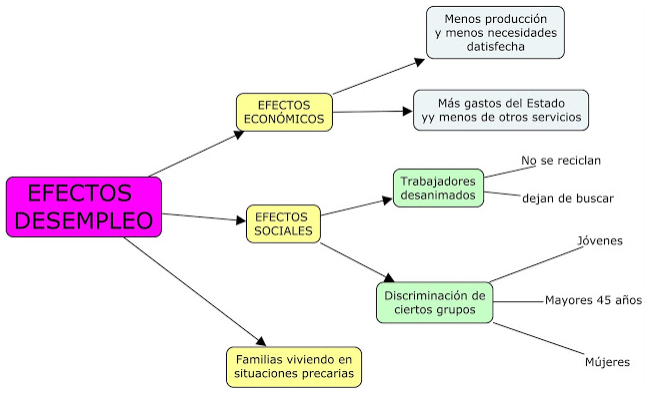 Menos producción
y menos necesidades
datisfecha
EFECTOS
ECONÓMICOS
Más gastos del Estado
yy menos de otros servicios
EFECTOS
DESEMPLEO
EFECTOS
SOCIALES
Trabajadores
desanimados
No se reciclan
dejan de buscar
Discriminación de
ciertos grupos
Jóvenes
Mayores 45 años
Mújeres
Familias viviendo en
situaciones precarias